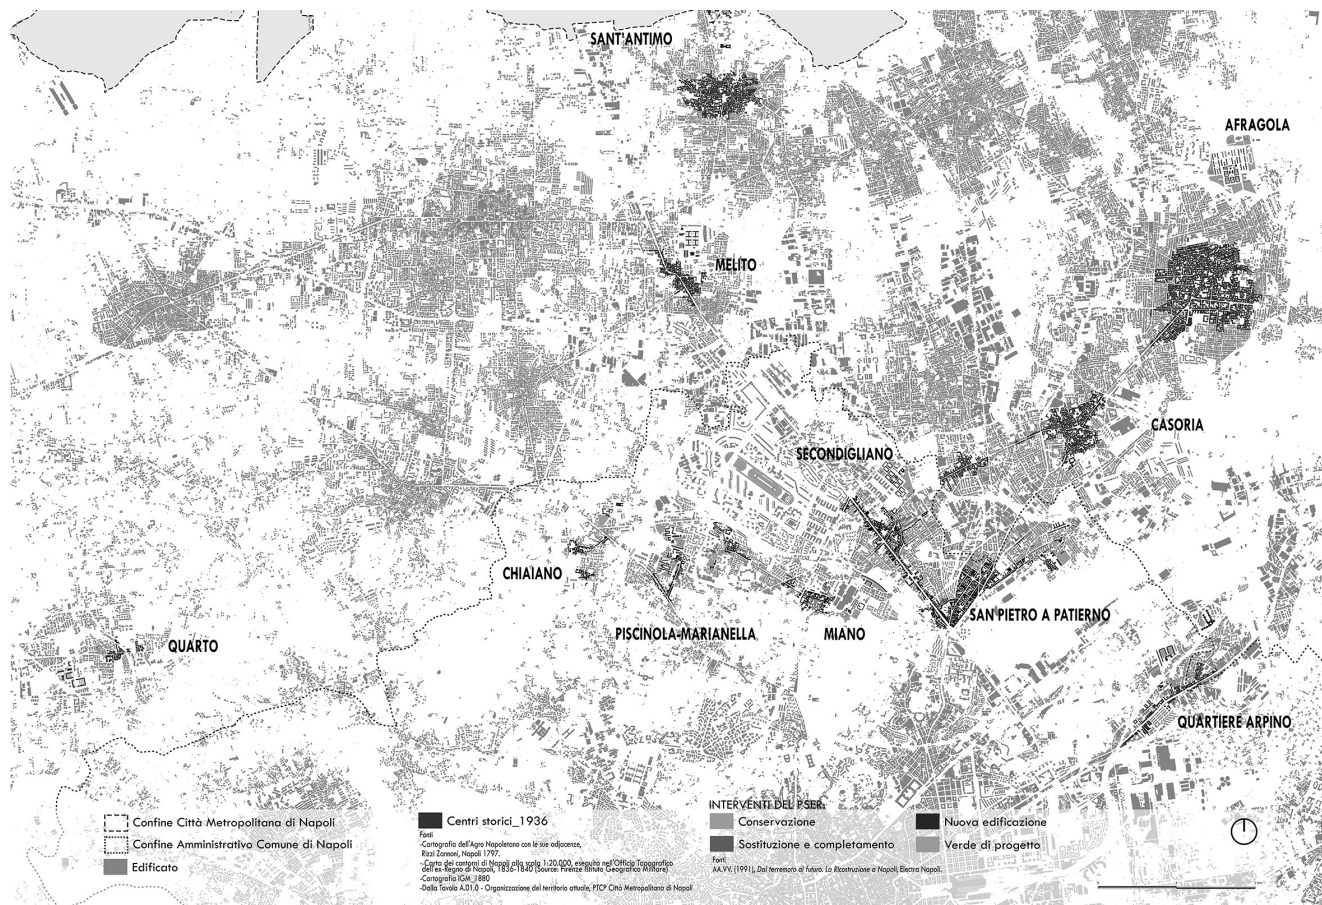 SANT'ANTIMO
AFRAGOLA
MELITO
CASORIA
SECONDIGLIANO
CHIAIANO
SAN PIETRO A PATIERNO
PISCINOLA-MARIANELLA
MIANO
QUARTO
QUARTIERE ARPINO
Confine Città Metropolitana di Napoli
Confine Amministrativo Comune di Napoli
Edificato
Centri storici_1936
Fonti
-Cartografia dell'Agro Napoletano con le sue adjacenze,
Rizzi Zannoni, Napoli 1797.
- Carta dei contorni di Napoli alla scala 1:20.000, eseguita nell'Officio Topografico
dell'ex-Regno di Napoli, 1836-1840 (Source: Firenze Istituto Geografico Militare)
-Cartografia IGM_1880
-Dalla Tavola A.01.0 - Organizzazione del territorio attuale, PTCP Città Metropolitana di Napoli
INTERVENTI DEL PSER:
Conservazione
Sostituzione e completamento
Nuova edificazione
Verde di progetto
Fonti
AA.VV. (1991), Dal terremoto al futuro. La Ricostruzione a Napoli, Electra Napoli.